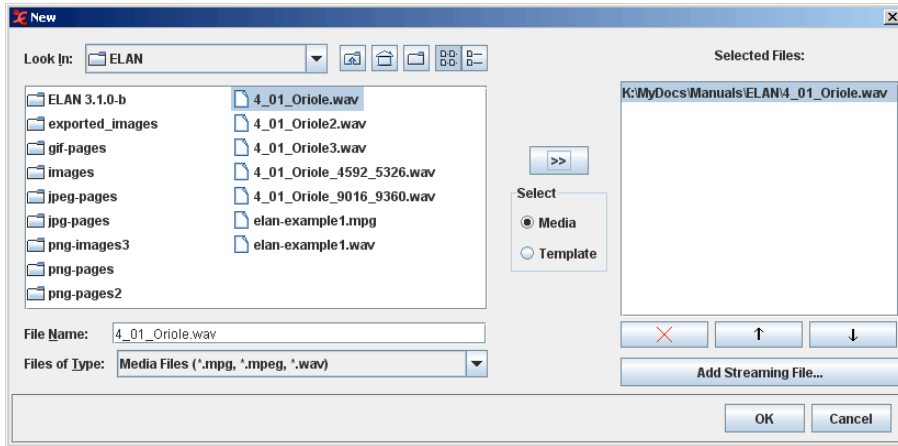 New
Look In: ELAN
Selected Files:
ELAN 3.1.0-b
exported_images
gif-pages
images
jpeg-pages
jpg-pages
png-images3
png-pages
png-pages2
4_01_Oriole.wav
4_01_Oriole2.wav
4_01_Oriole3.wav
4_01_Oriole_4592_5326.wav
4_01_Oriole_9016_9360.wav
elan-example1.mpg
elan-example1.wav
>>
Select
Media
Template
K:\MyDocs\Manuals\ELAN\4_01_Oriole.wav
File Name: 4_01_Oriole.wav
Files of Type: Media Files (*.mpg, *.mpeg, *.wav)
Add Streaming File...
OK Cancel